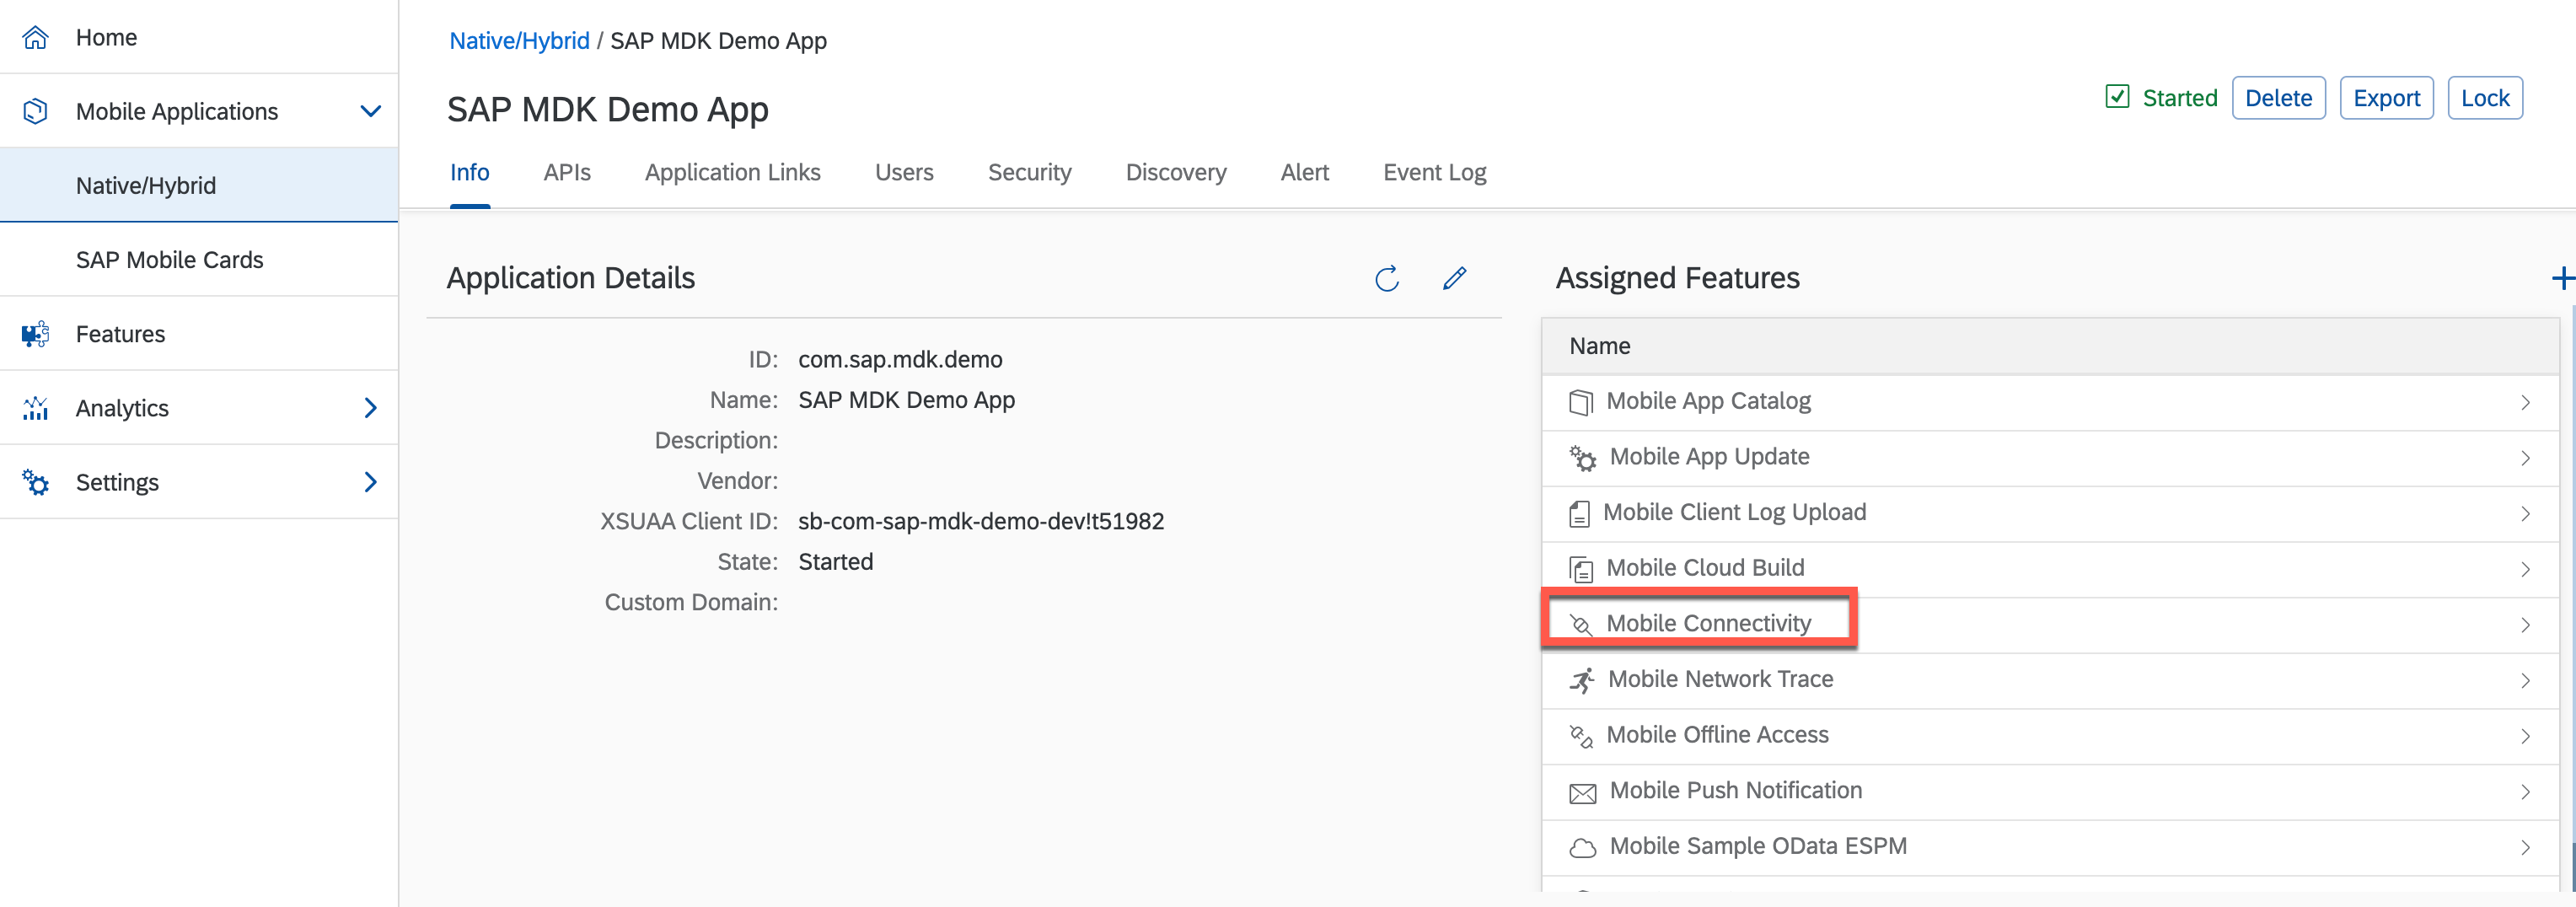 Home
Mobile Applications
Native/Hybrid
SAP Mobile Cards
Features
Analytics
Settings
Native/Hybrid / SAP MDK Demo App
SAP MDK Demo App
Started Delete Export Lock
Info APIs Application Links Users Security Discovery Alert Event Log
Application Details
ID: com.sap.mdk.demo
Name: SAP MDK Demo App
Description:
Vendor:
XSUAA Client ID: sb-com-sap-mdk-demo-dev!t51982
State: Started
Custom Domain:
Assigned Features
Name
Mobile App Catalog
Mobile App Update
Mobile Client Log Upload
Mobile Cloud Build
Mobile Connectivity
Mobile Network Trace
Mobile Offline Access
Mobile Push Notification
Mobile Sample OData ESPM